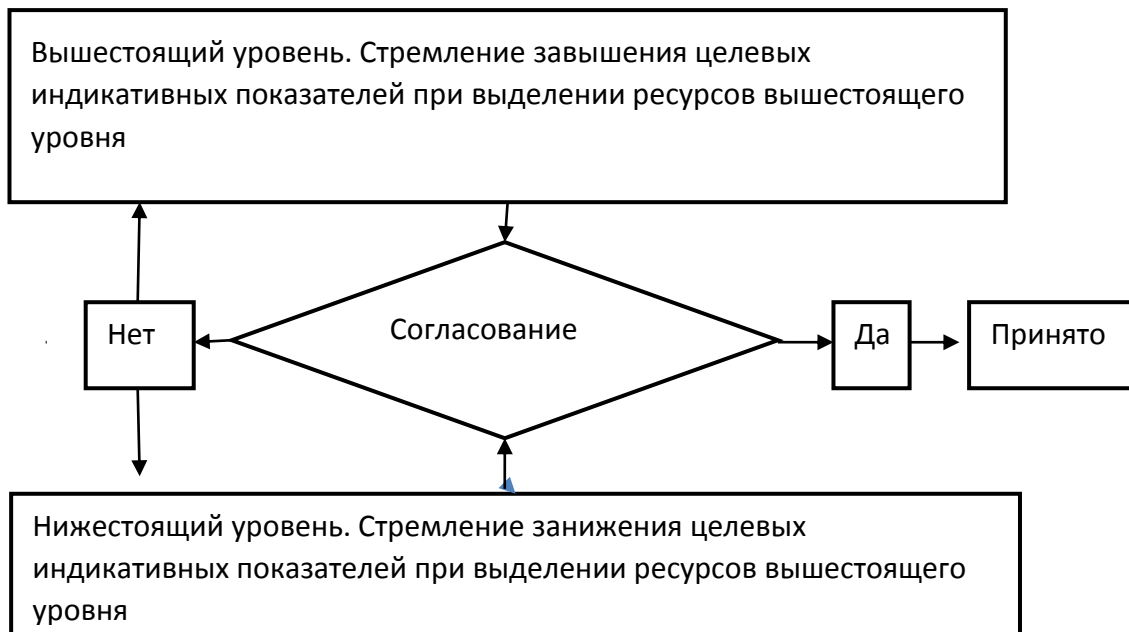 Вышестоящий уровень. Стремление завышения целевых
индикативных показателей при выделении ресурсов вышестоящего
уровня
Нет
Согласование
Да
Принято
Нижестоящий уровень. Стремление занижения целевых
индикативных показателей при выделении ресурсов вышестоящего
уровня